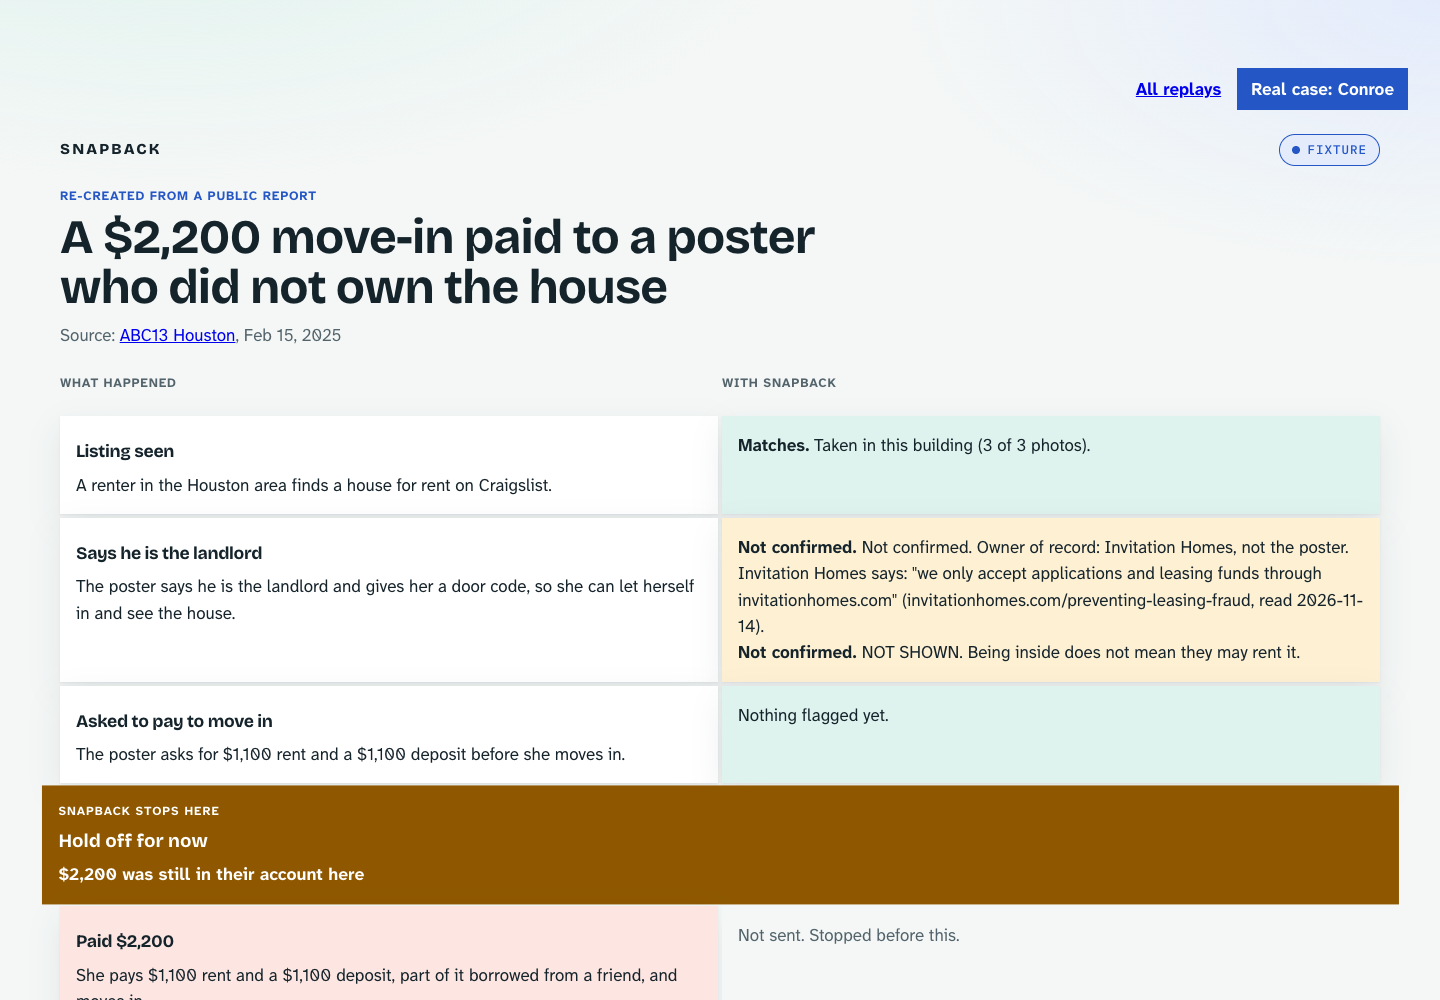 All replays
Real case: Conroe
SNAPBACK
FIXTURE
RE-CREATED FROM A PUBLIC REPORT
A $2,200 move-in paid to a poster
who did not own the house
Source: ABC13 Houston, Feb 15, 2025
WHAT HAPPENED
WITH SNAPBACK
Listing seen
A renter in the Houston area finds a house for rent on Craigslist.
Matches. Taken in this building (3 of 3 photos).
Says he is the landlord
The poster says he is the landlord and gives her a door code, so she can let herself
in and see the house.
Not confirmed. Not confirmed. Owner of record: Invitation Homes, not the poster.
Invitation Homes says: "we only accept applications and leasing funds through
invitationhomes.com" (invitationhomes.com/preventing-leasing-fraud, read 2026-11-
14).
Not confirmed. NOT SHOWN. Being inside does not mean they may rent it.
Asked to pay to move in
The poster asks for $1,100 rent and a $1,100 deposit before she moves in.
Nothing flagged yet.
SNAPBACK STOPS HERE
Hold off for now
$2,200 was still in their account here
Paid $2,200
She pays $1,100 rent and a $1,100 deposit, part of it borrowed from a friend, and
moves in.
Not sent. Stopped before this.